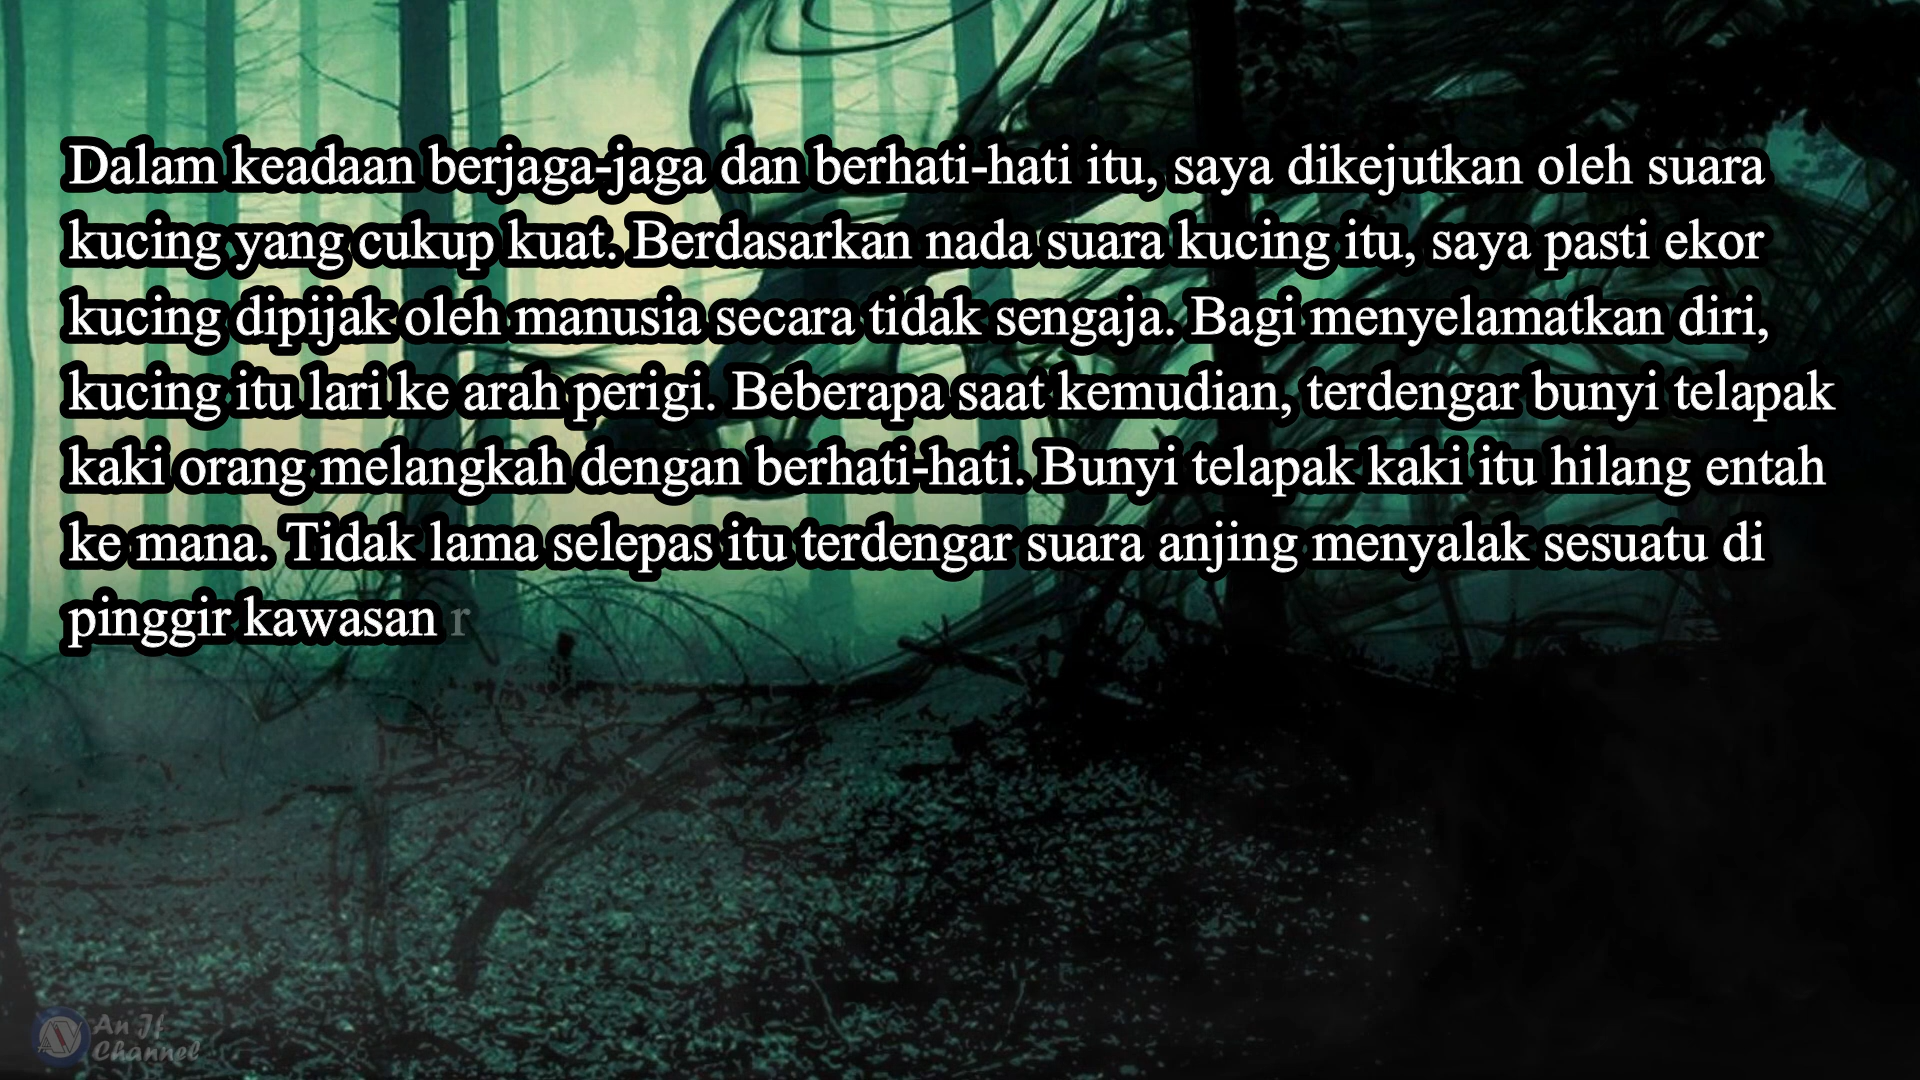 Dalam keadaan berjaga-jaga dan berhati-hati itu, saya dikejutkan oleh suara
kucing yang cukup kuat. Berdasarkan nada suara kucing itu, saya pasti ekor
kucing dipijak oleh manusia secara tidak sengaja. Bagi menyelamatkan diri,
kucing itu lari ke arah perigi. Beberapa saat kemudian, terdengar bunyi telapak
kaki orang melangkah dengan berhati-hati. Bunyi telapak kaki itu hilang entah
ke mana. Tidak lama selepas itu terdengar suara anjing menyalak sesuatu di
pinggir kawasan r
An If
Channel